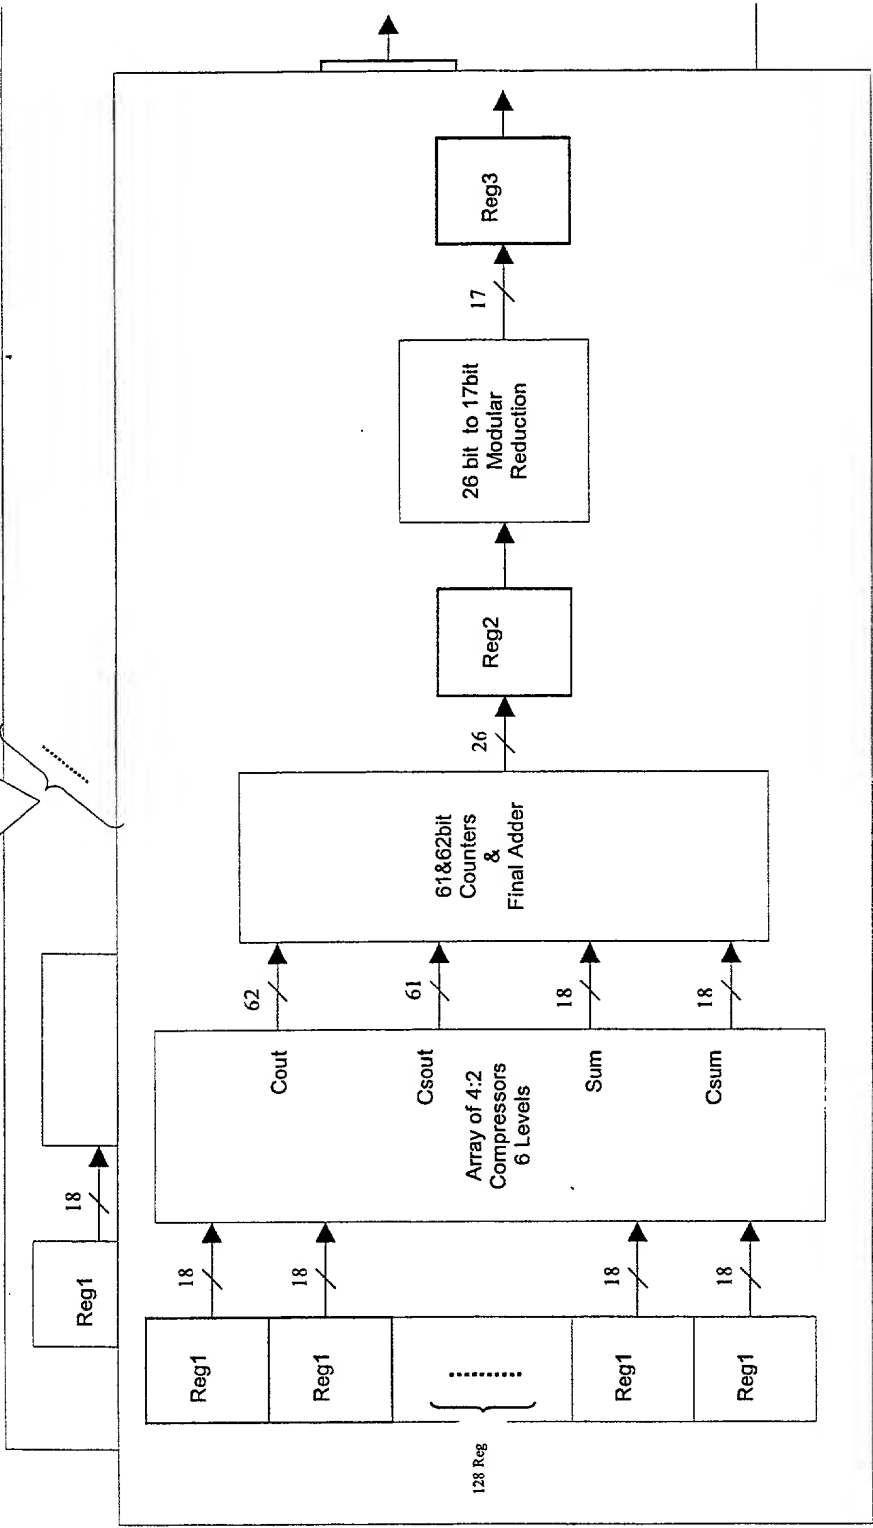 Reg1
18
128 Reg
Reg1
Reg1
........
Reg1
Reg1
18
18
18
18
Array of 4:2
Compressors
6 Levels
Cout
Csout
Sum
Csum
62
61
18
18
61&62bit
Counters
&
Final Adder
26
Reg2
26 bit to 17bit
Modular
Reduction
17
Reg3